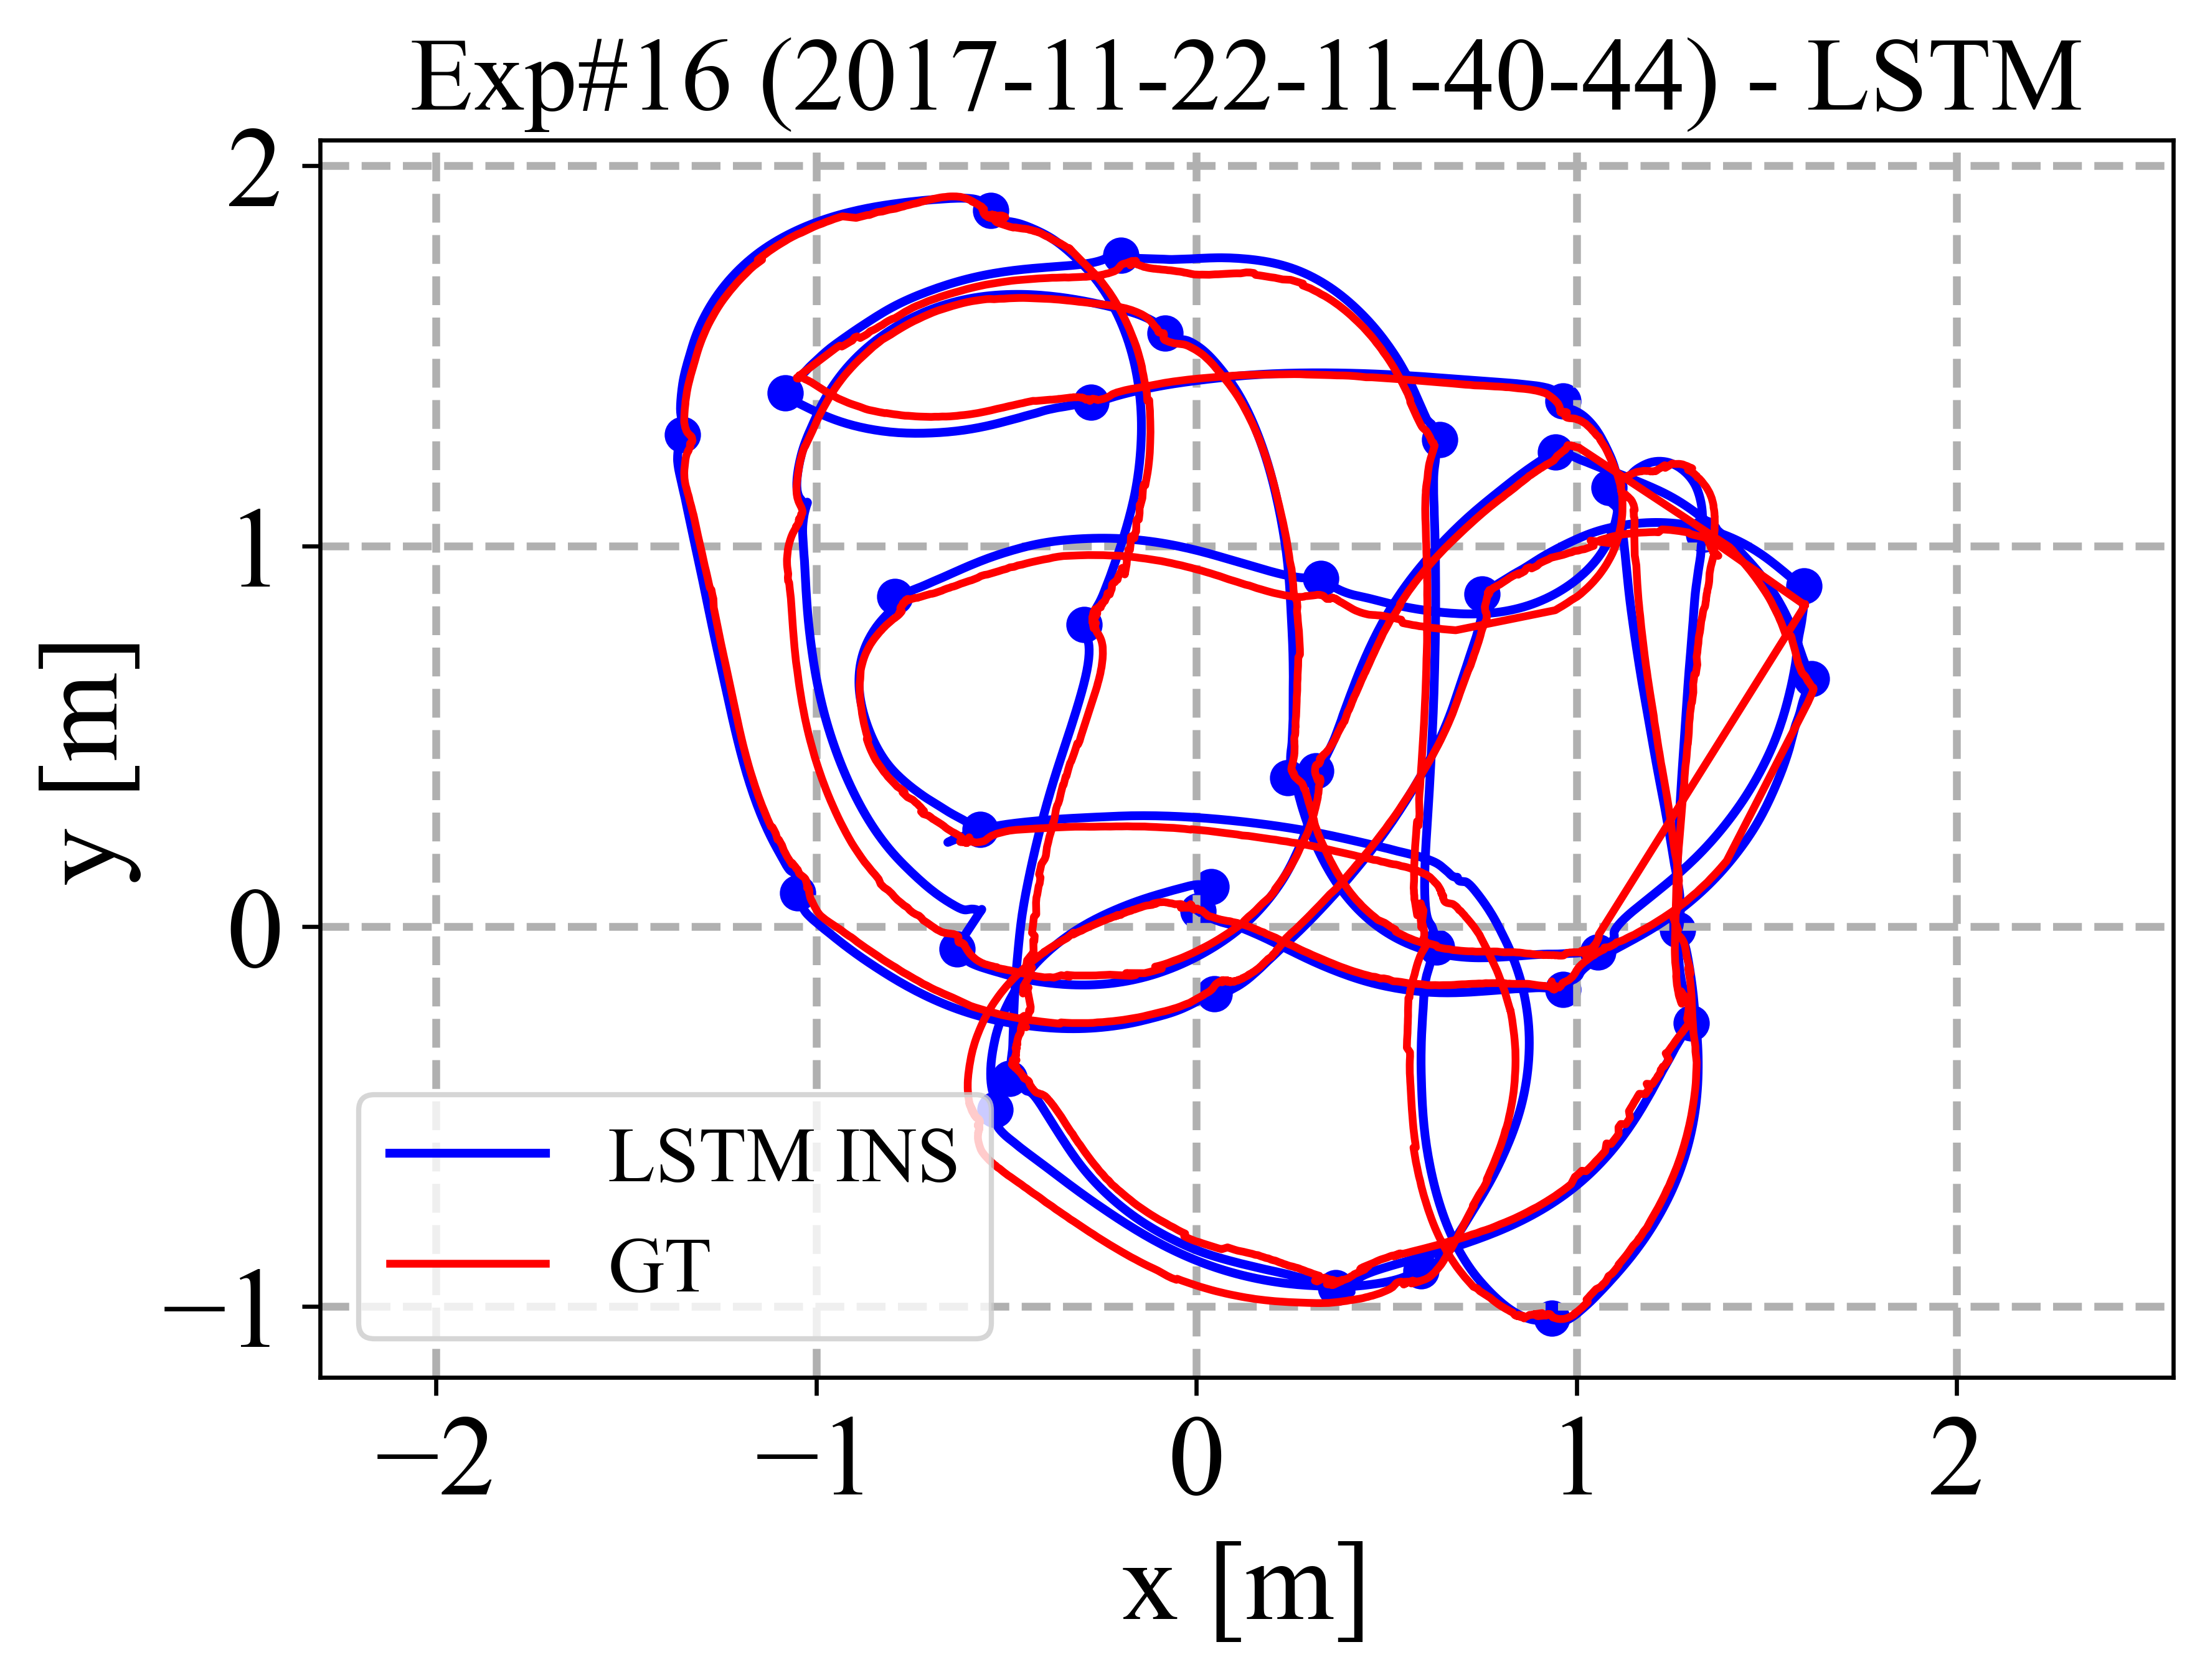 Exp#16 (2017-11-22-11-40-44) - LSTM
2
1
0
−1
y [m]
LSTM INS
GT
−2
−1
0
1
2
x [m]